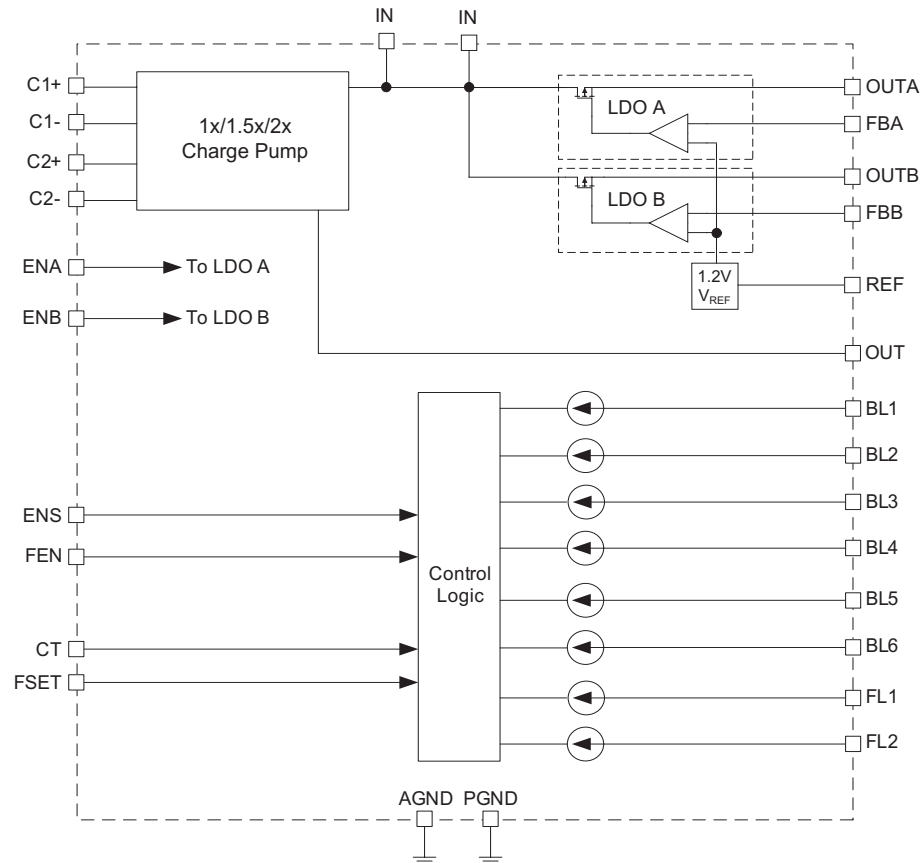 IN
IN
C1+
C1-
C2+
C2-
1x/1.5x/2x
Charge Pump
LDO A
LDO B
1.2V
VREF
OUTA
FBA
OUTB
FBB
REF
OUT
ENA
To LDO A
ENB
To LDO B
ENS
FEN
CT
FSET
Control
Logic
BL1
BL2
BL3
BL4
BL5
BL6
FL1
FL2
AGND
PGND